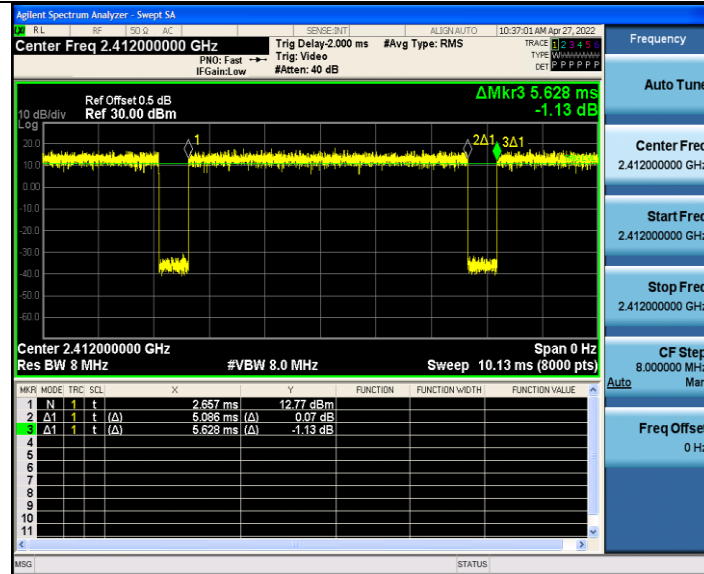 Agilent Spectrum Analyzer - Swept SA
RL RF 50 Ω AC SENSE:INT ALIGNAUTO 10:37:01 AM Apr 27, 2022
Center Freq 2.412000000 GHz
PNO: Fast
IFGain:Low
Trig Delay-2.000 ms
Trig: Video
#Atten: 40 dB
#Avg Type: RMS
TRACE 1 2 3 4 5 6
TYPE WWWWWW
DET P P P P P P
ΔMkr3 5.628 ms
-1.13 dB
Ref Offset 0.5 dB
10 dB/div Ref 30.00 dBm
Log
20.0
10.0
0.00
-10.0
-20.0
-30.0
-40.0
-50.0
-60.0
1
2Δ1
3Δ1
Center 2.412000000 GHz Span 0 Hz
Res BW 8 MHz #VBW 8.0 MHz Sweep 10.13 ms (8000 pts)
MKR MODE TRC SCL X Y FUNCTION FUNCTION WIDTH FUNCTION VALUE
1 N 1 t 2.657 ms 12.77 dBm
2 Δ1 1 t (Δ) 5.086 ms (Δ) 0.07 dB
3 Δ1 1 t (Δ) 5.628 ms (Δ) -1.13 dB
4
5
6
7
8
9
10
11
MSG STATUS
Frequency
Auto Tune
Center Freq
2.412000000 GHz
Start Freq
2.412000000 GHz
Stop Freq
2.412000000 GHz
CF Step
8.000000 MHz
Auto Man
Freq Offset
0 Hz